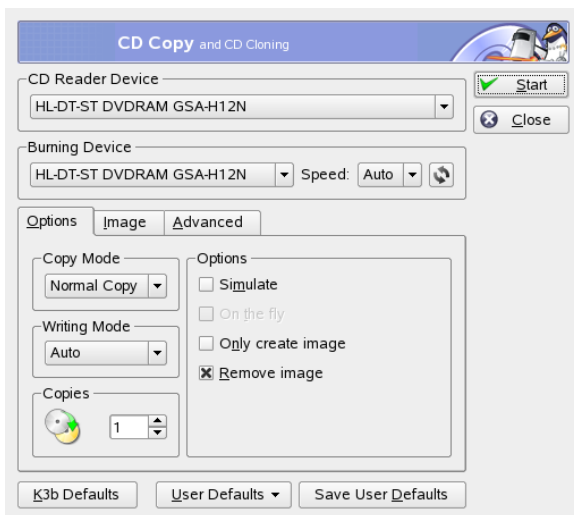 CD Copy and CD Cloning
CD Reader Device
HL-DT-ST DVDRAM GSA-H12N
Start
Close
Burning Device
HL-DT-ST DVDRAM GSA-H12N Speed: Auto
Options Image Advanced
Copy Mode
Normal Copy
Writing Mode
Auto
Copies
1
Options
Simulate
On the fly
Only create image
Remove image
K3b Defaults User Defaults Save User Defaults